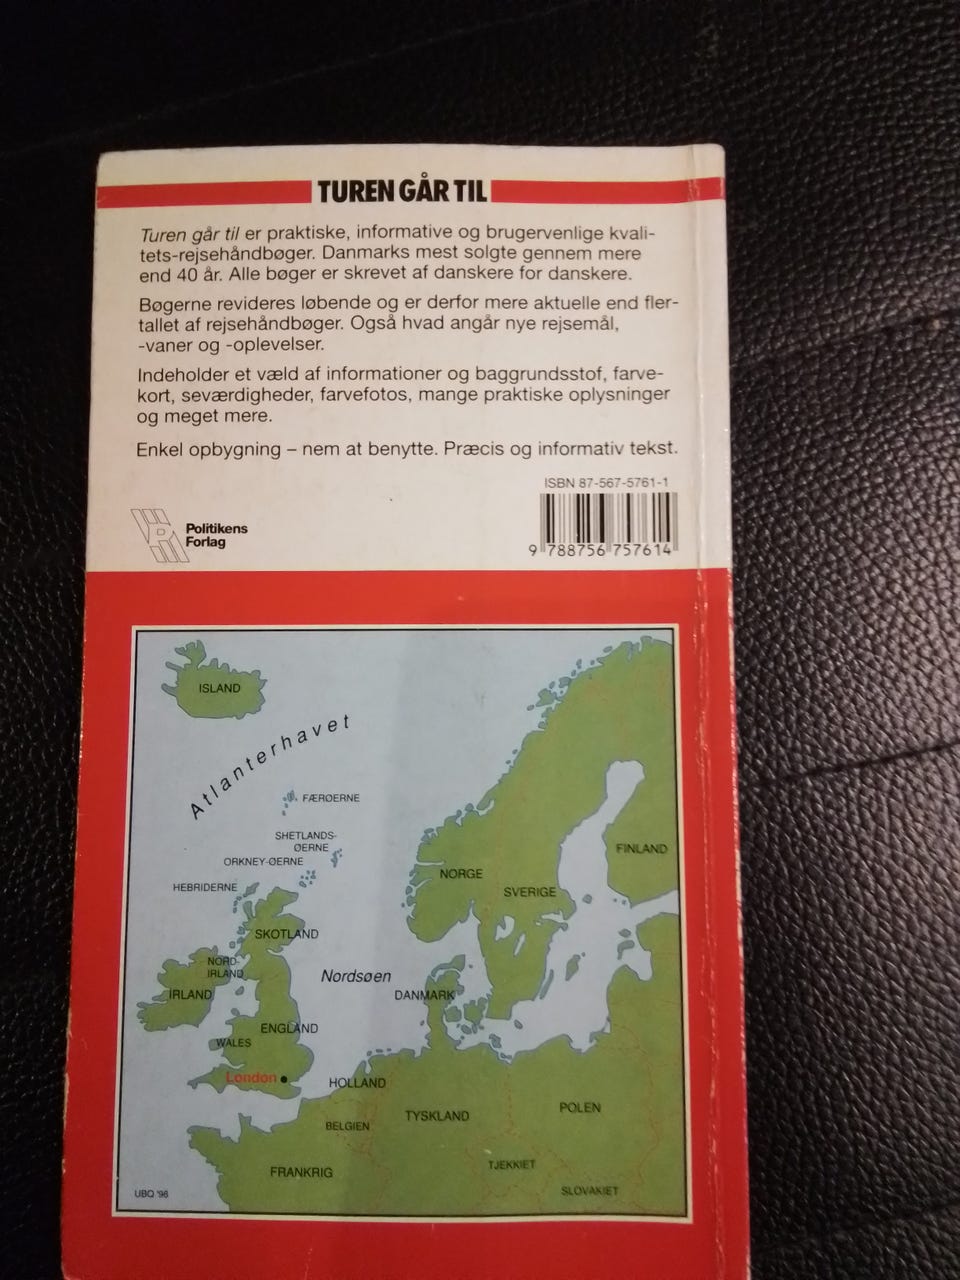 TUREN GÅR TIL
Turen går til er praktiske, informative og brugervenlige kvali-
tets-rejsehåndbøger. Danmarks mest solgte gennem mere
end 40 år. Alle bøger er skrevet af danskere for danskere.
Bøgerne revideres løbende og er derfor mere aktuelle end fler-
tallet af rejsehåndbøger. Også hvad angår nye rejsemål,
-vaner og -oplevelser.
Indeholder et væld af informationer og baggrundsstof, farve-
kort, seværdigheder, farvefotos, mange praktiske oplysninger
og meget mere.
Enkel opbygning – nem at benytte. Præcis og informativ tekst.
ISBN 87-567-5761-1
Politikens
Forlag
9 788756 757614
ISLAND
Atlanterhavet
FÆRØERNE
SHETLANDS-
ØERNE
ORKNEY-ØERNE
HEBRIDERNE
FINLAND
NORGE
SVERIGE
SKOTLAND
NORD-
IRLAND
Nordsøen
IRLAND
DANMARK
ENGLAND
WALES
London
HOLLAND
POLEN
TYSKLAND
BELGIEN
TJEKKIET
FRANKRIG
SLOVAKIET
UBQ '96